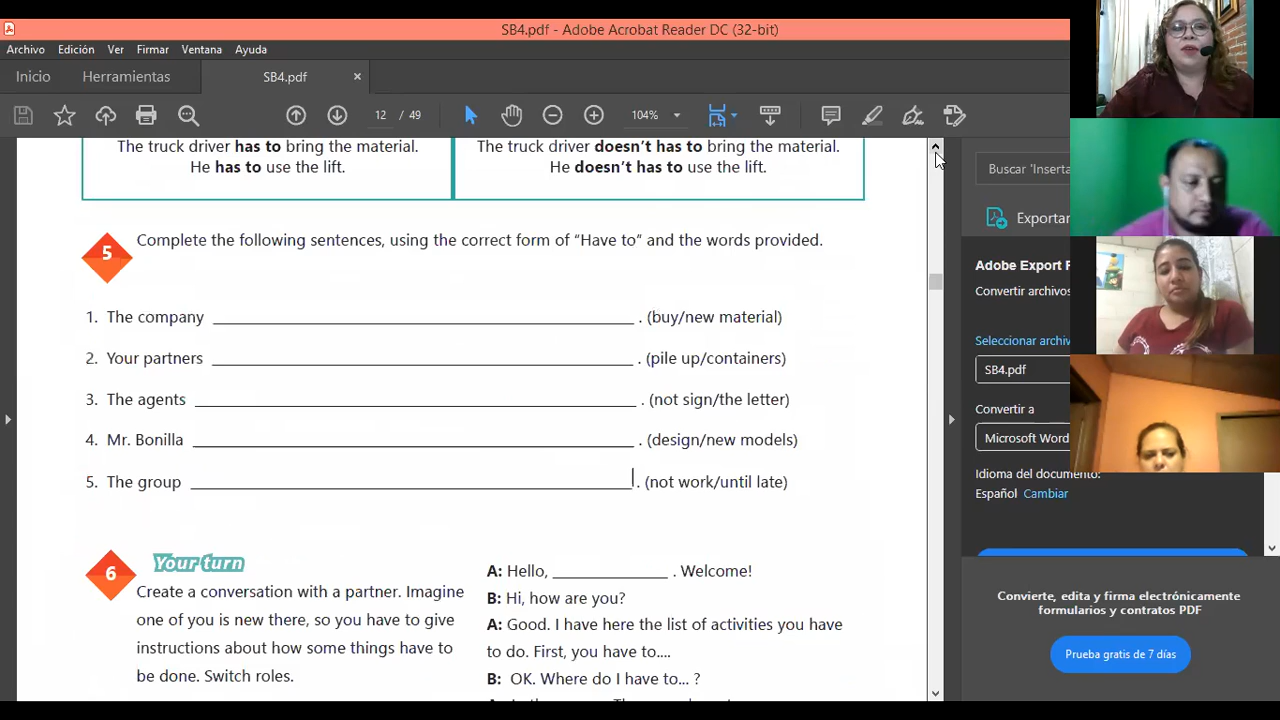 SB4.pdf - Adobe Acrobat Reader DC (32-bit)
Archivo Edición Ver Firmar Ventana Ayuda
Inicio Herramientas SB4.pdf ×
12 / 49 104%
The truck driver has to bring the material.
He has to use the lift.
The truck driver doesn't has to bring the material.
He doesn't has to use the lift.
5 Complete the following sentences, using the correct form of “Have to” and the words provided.
1. The company ______ . (buy/new material)
2. Your partners ______ . (pile up/containers)
3. The agents ______ . (not sign/the letter)
4. Mr. Bonilla ______ . (design/new models)
5. The group ______ . (not work/until late)
6 Your turn
Create a conversation with a partner. Imagine
one of you is new there, so you have to give
instructions about how some things have to
be done. Switch roles.
A: Hello, ______ . Welcome!
B: Hi, how are you?
A: Good. I have here the list of activities you have
to do. First, you have to....
B: OK. Where do I have to... ?
Buscar 'Inserta
Exportar
Adobe Export
Convertir archivos
Seleccionar archiv
SB4.pdf
Convertir a
Microsoft Word
Idioma del documento:
Español Cambiar
Convierte, edita y firma electrónicamente
formularios y contratos PDF
Prueba gratis de 7 días